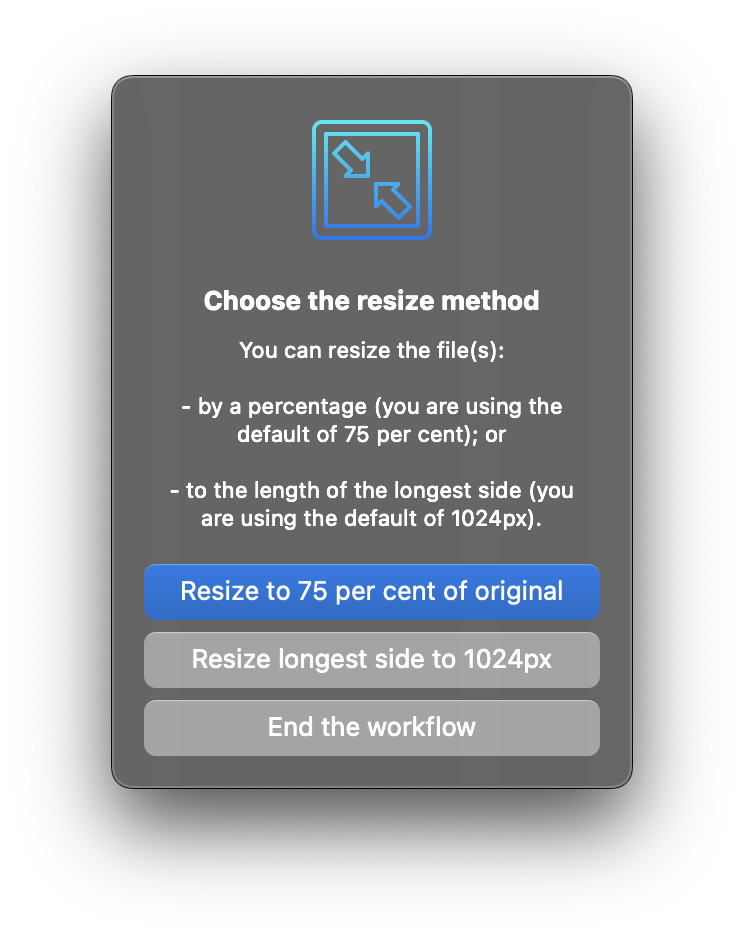 Choose the resize method
You can resize the file(s):
- by a percentage (you are using the
default of 75 per cent); or
- to the length of the longest side (you
are using the default of 1024px).
Resize to 75 per cent of original
Resize longest side to 1024px
End the workflow